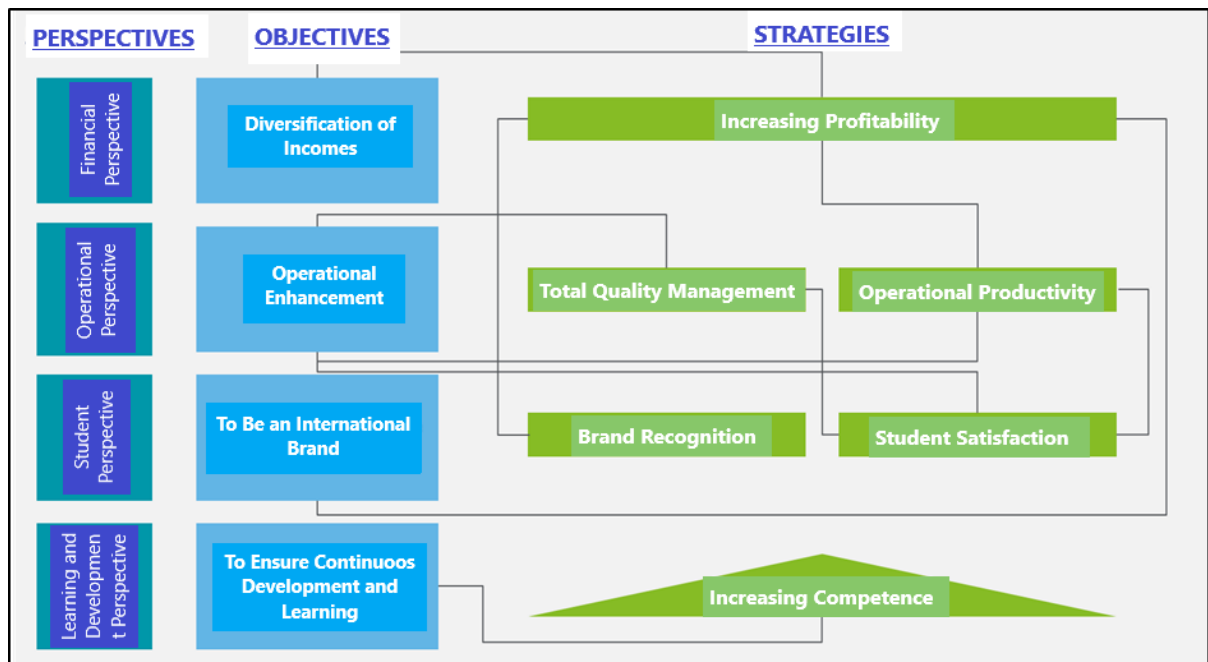 PERSPECTIVES
OBJECTIVES
STRATEGIES
Financial
Perspective
Diversification of
Incomes
Increasing Profitability
Operational
Perspective
Operational
Enhancement
Total Quality Management
Operational Productivity
Student
Perspective
To Be an International
Brand
Brand Recognition
Student Satisfaction
Learning and
Developmen
t Perspective
To Ensure Continuoos
Development and
Learning
Increasing Competence